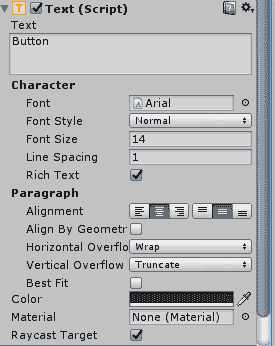 Text (Script)
Text
Button
Character
Font Arial
Font Style Normal
Font Size 14
Line Spacing 1
Rich Text
Paragraph
Alignment
Align By Geometr
Horizontal Overflo Wrap
Vertical Overflow Truncate
Best Fit
Color
Material None (Material)
Raycast Target